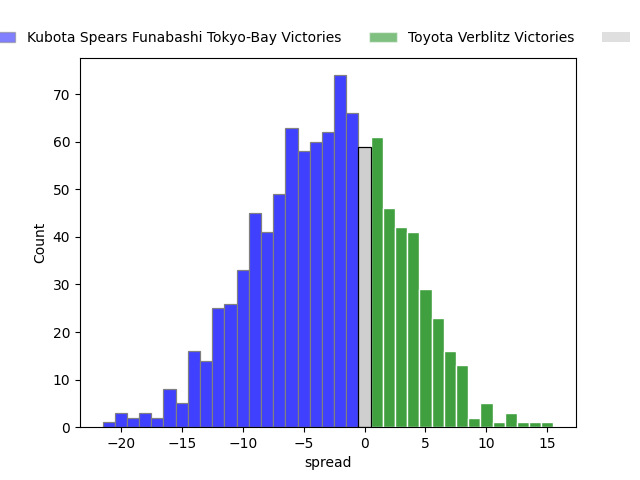 Kubota Spears Funabashi Tokyo-Bay Victories Toyota Verblitz Victories
70
60
50
40
30
20
10
0
Count
−20 −15 −10 −5 0 5 10 15
spread